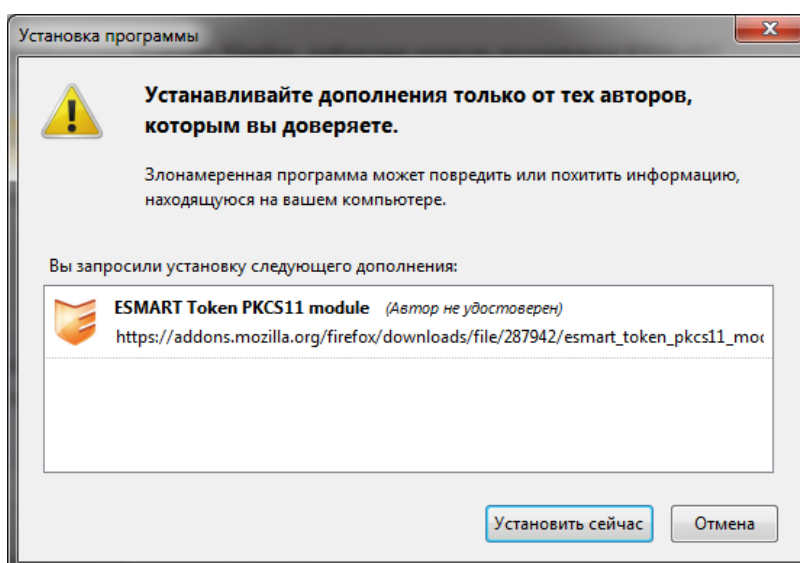 Установка программы
Устанавливайте дополнения только от тех авторов,
которым вы доверяете.
Злонамеренная программа может повредить или похитить информацию,
находящуюся на вашем компьютере.
Вы запросили установку следующего дополнения:
ESMART Token PKCS11 module (Автор не удостоверен)
https://addons.mozilla.org/firefox/downloads/file/287942/esmart_token_pkcs11_moc
Установить сейчас Отмена